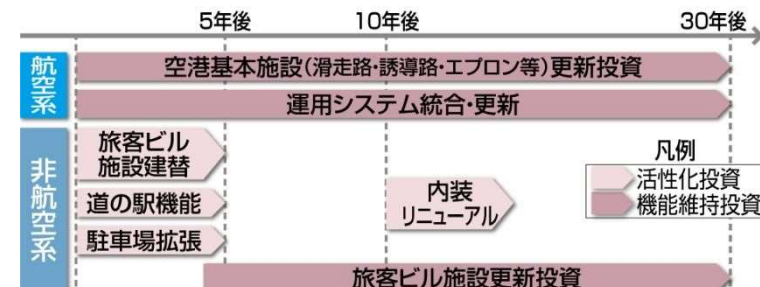 5年後 10年後 30年後
航空系
空港基本施設(滑走路・誘導路・エプロン等)更新投資
運用システム統合・更新
非航空系
旅客ビル
施設建替
道の駅機能
駐車場拡張
内装
リニューアル
凡例
活性化投資
機能維持投資
旅客ビル施設更新投資